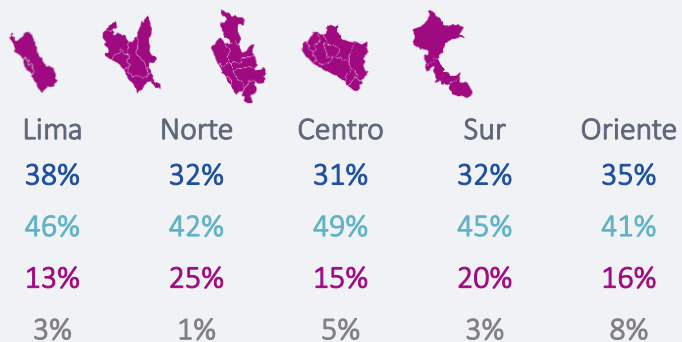 Lima Norte Centro Sur Oriente
38% 32% 31% 32% 35%
46% 42% 49% 45% 41%
13% 25% 15% 20% 16%
3% 1% 5% 3% 8%